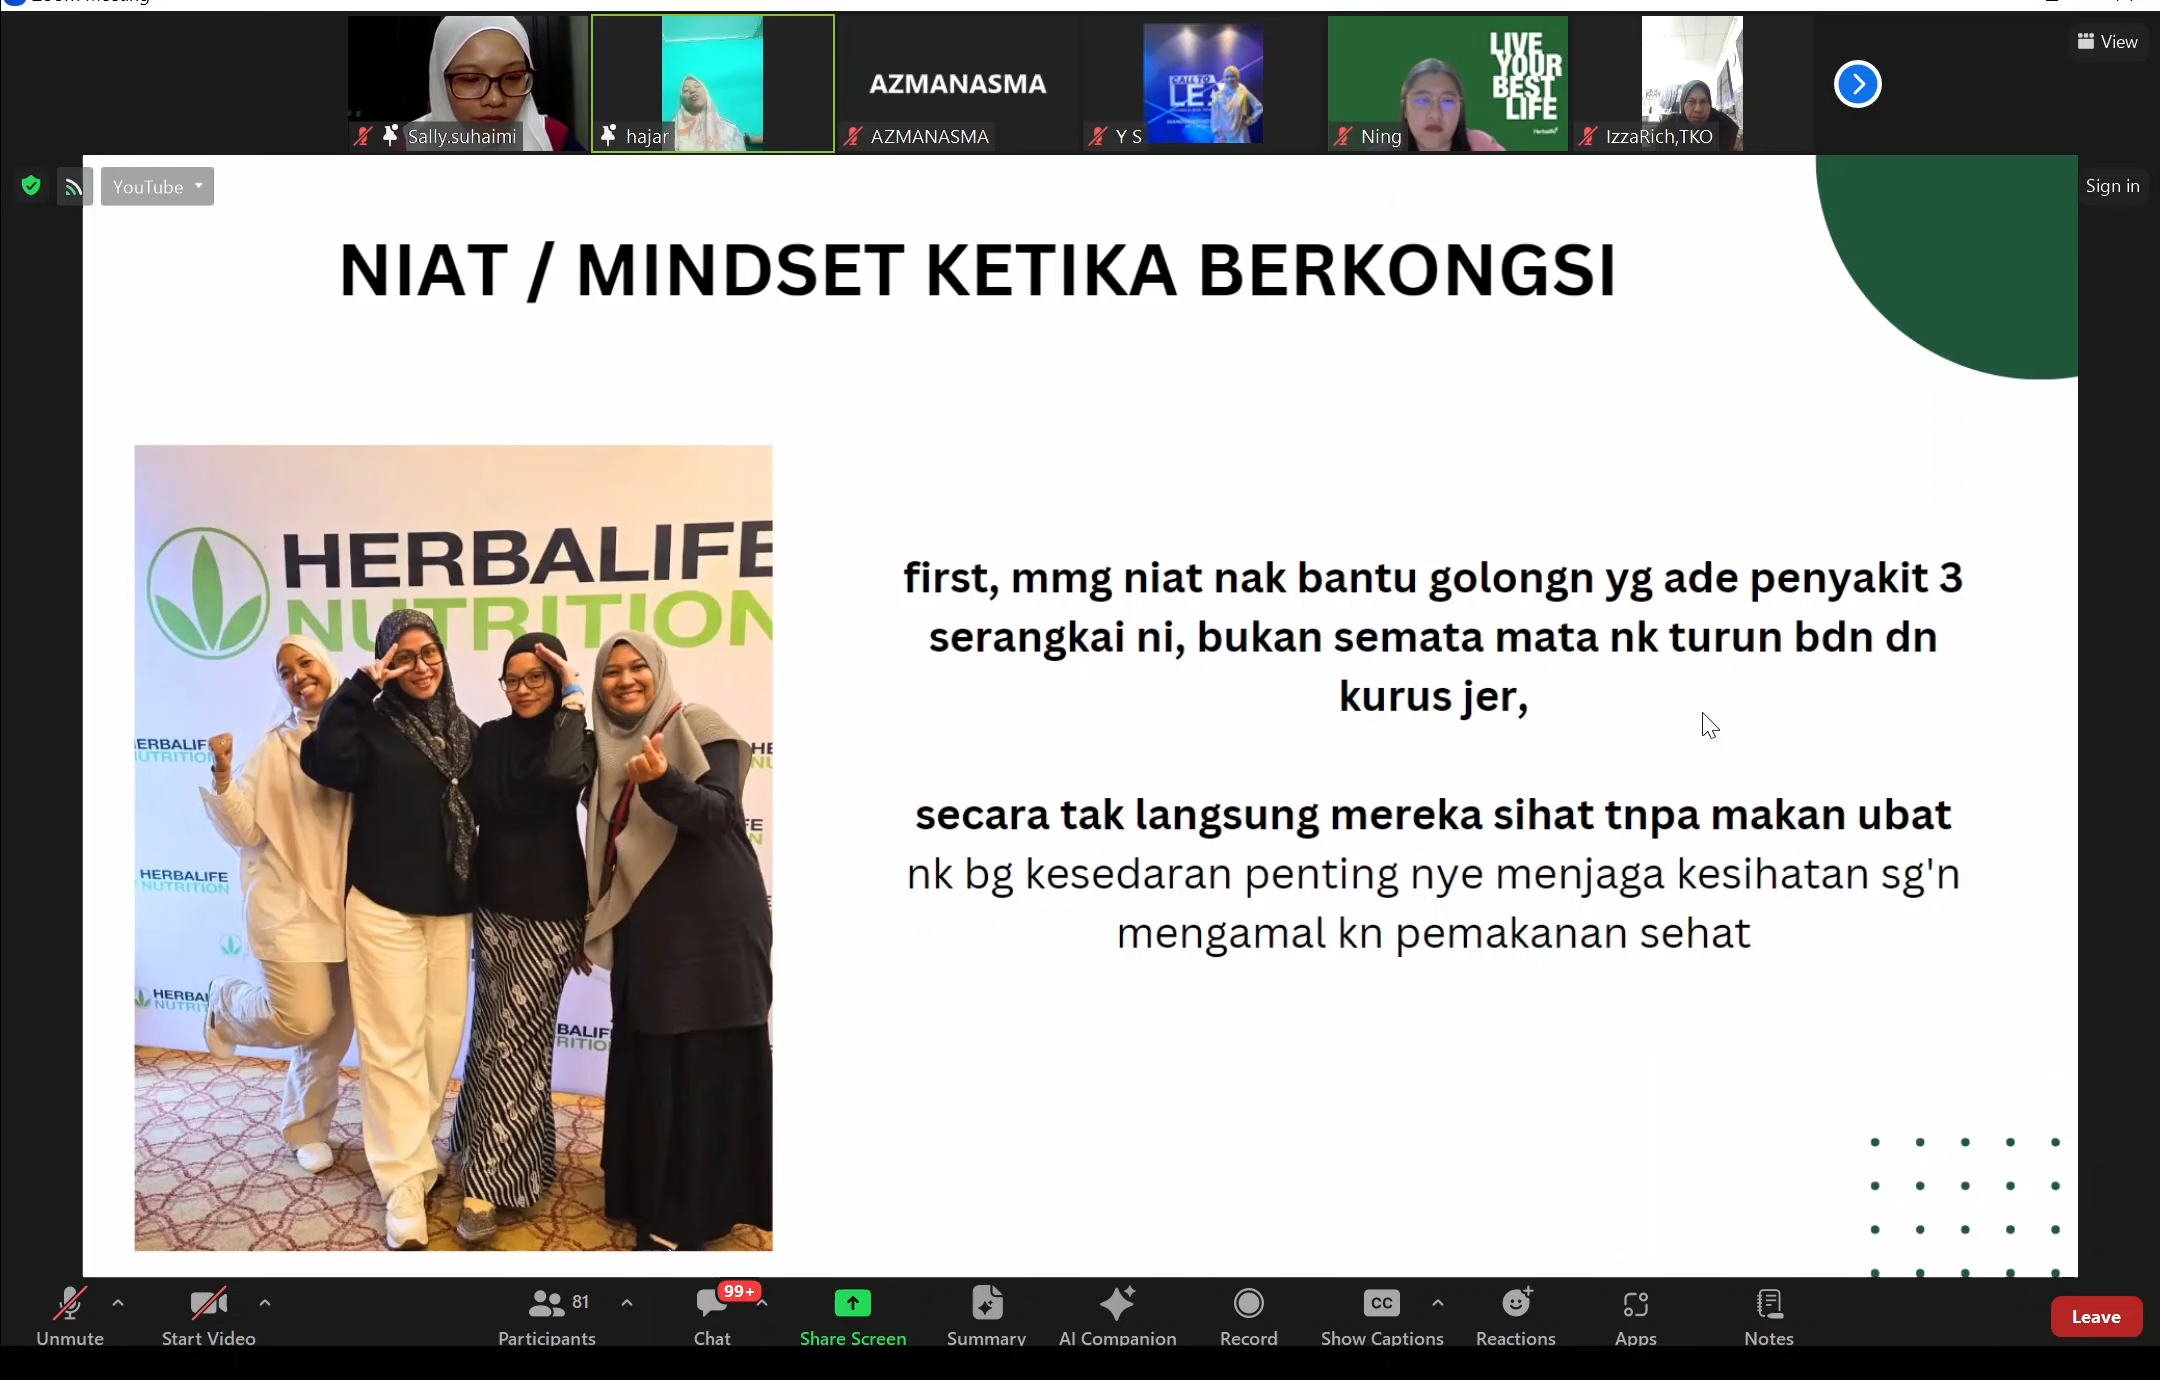 View
Sally.suhaimi
hajar
AZMANASMA
AZMANASMA
CALL TO
Y S
LIVE
YOUR
BEST
LIFE
Herbalife
Ning
IzzaRich,TKO
YouTube
Sign in
NIAT / MINDSET KETIKA BERKONGSI
HERBALIFE
NUTRITION
first, mmg niat nak bantu golongn yg ade penyakit 3
serangkai ni, bukan semata mata nk turun bdn dn
kurus jer,
secara tak langsung mereka sihat tnpa makan ubat
nk bg kesedaran penting nye menjaga kesihatan sg'n
mengamal kn pemakanan sehat
HERBALIFE
NUTRITION
81
99+
CC
Unmute
Start Video
Participants
Chat
Share Screen
Summary
AI Companion
Record
Show Captions
Reactions
Apps
Notes
Leave